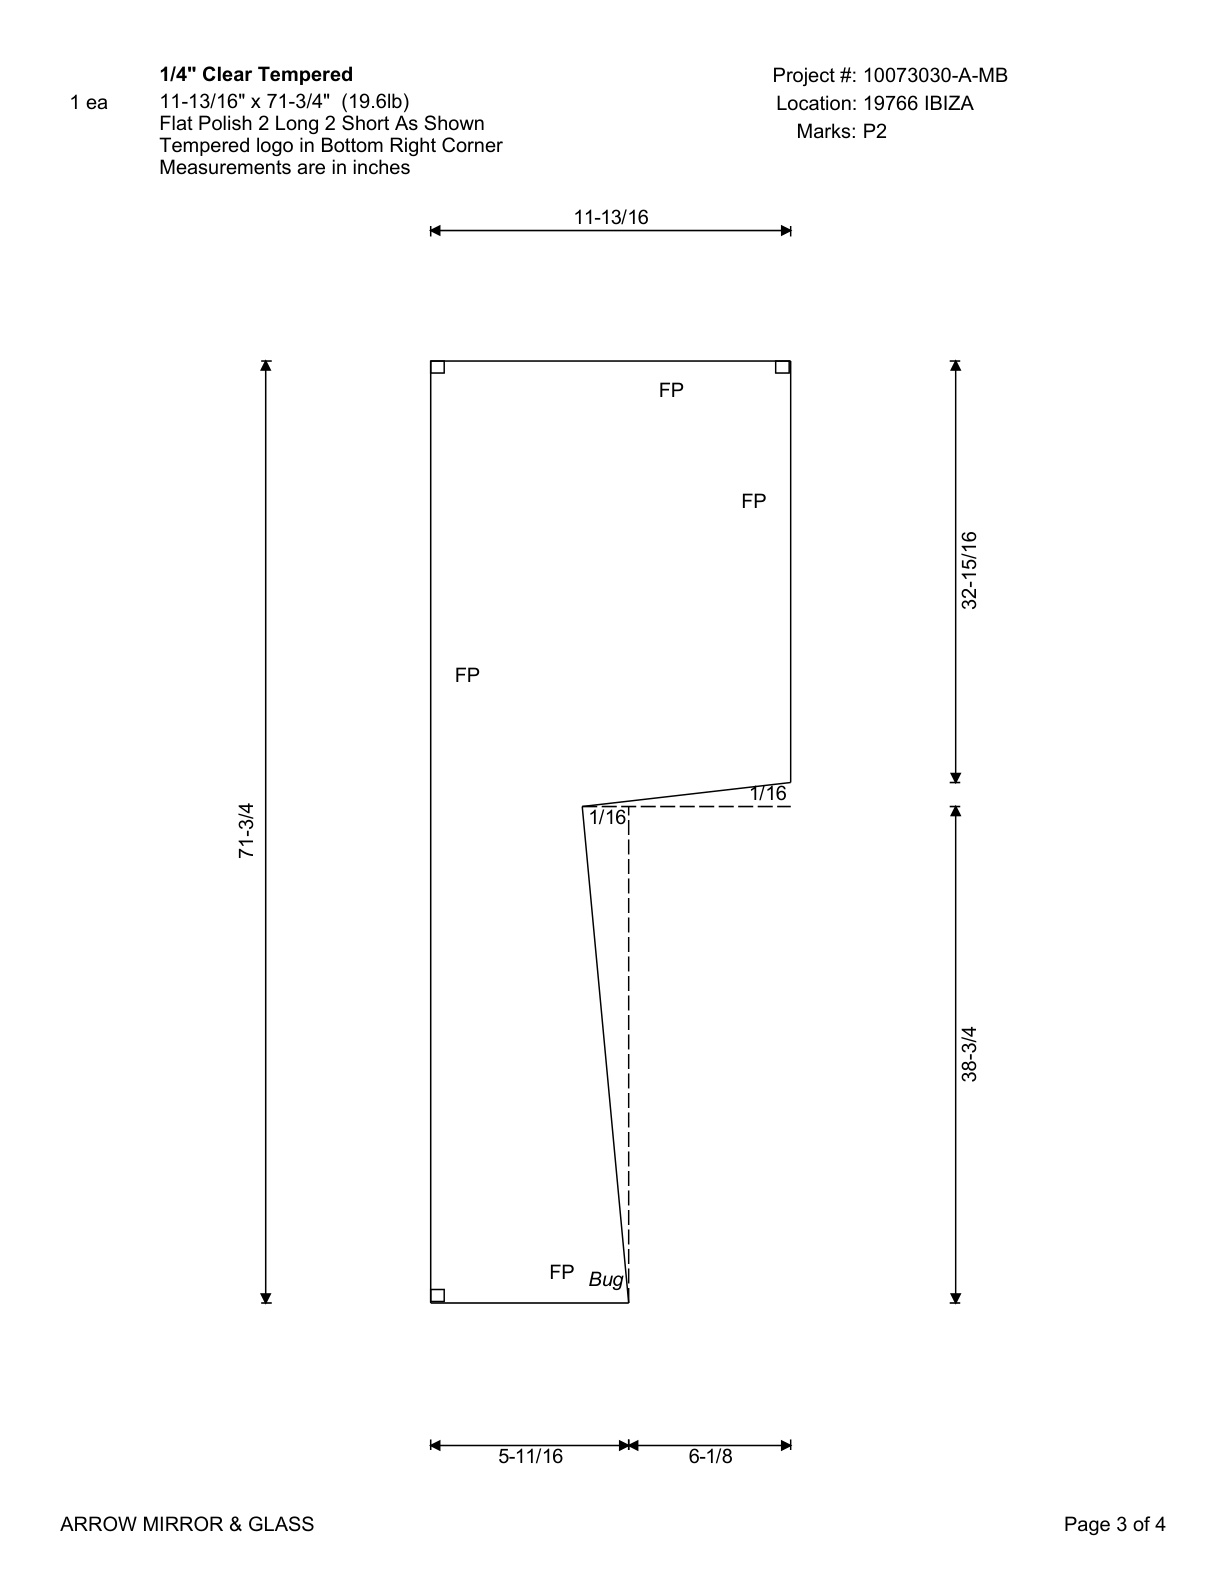 1/4" Clear Tempered
1 ea
11-13/16" x 71-3/4" (19.6lb)
Flat Polish 2 Long 2 Short As Shown
Tempered logo in Bottom Right Corner
Measurements are in inches
Project #: 10073030-A-MB
Location: 19766 IBIZA
Marks: P2
11-13/16
FP
FP
32-15/16
FP
1/16
1/16
71-3/4
38-3/4
FP
Bug
5-11/16
6-1/8
ARROW MIRROR & GLASS
Page 3 of 4